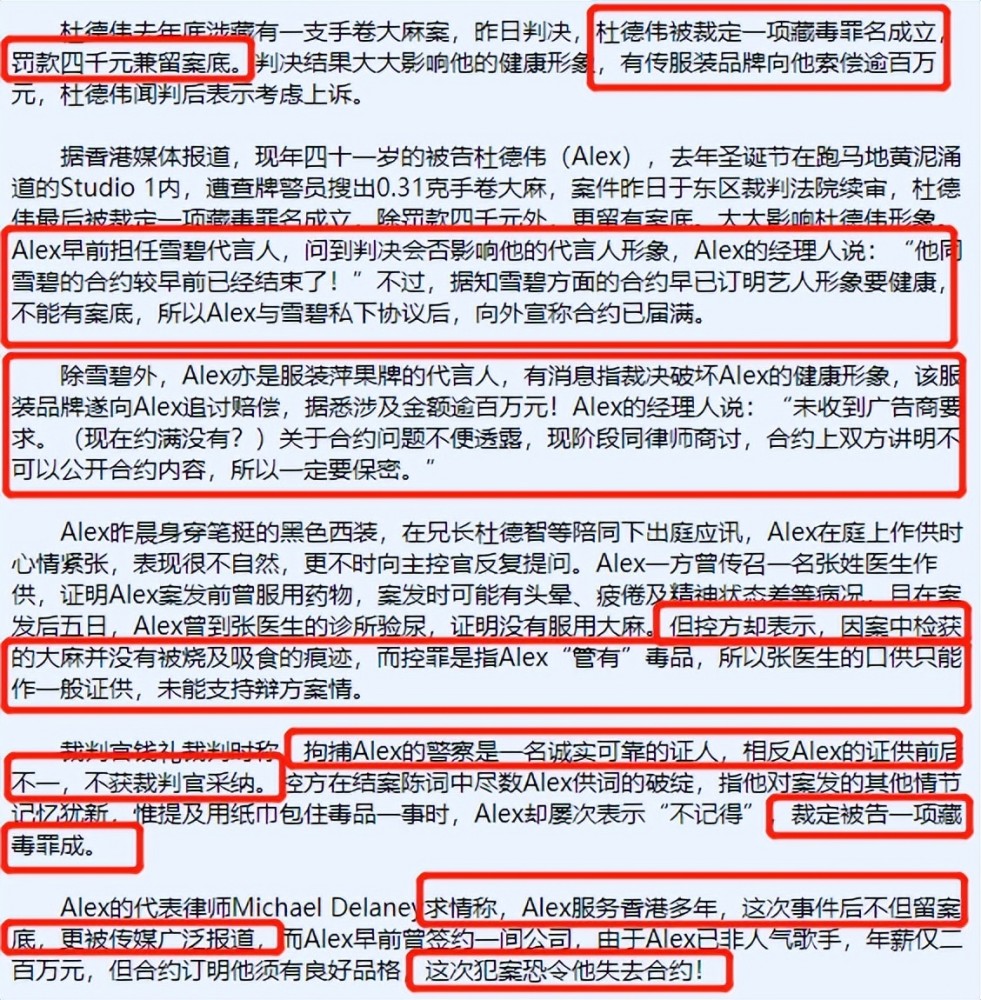 杜德伟去年底涉藏有一支手卷大麻案，昨日判决，杜德伟被裁定一项藏毒罪名成立，
罚款四千元兼留案底。判决结果大大影响他的健康形象，有传服装品牌向他索偿逾百万
元，杜德伟闻判后表示考虑上诉。
据香港媒体报道，现年四十一岁的被告杜德伟（Alex），去年圣诞节在跑马地黄泥涌
道的Studio 1内，遭查牌警员搜出0.31克手卷大麻，案件昨日于东区裁判法院续审，杜德
伟最后被裁定一项藏毒罪名成立，除罚款四千元外，更留有案底，大大影响杜德伟形象。
Alex早前担任雪碧代言人，问到判决会否影响他的代言人形象，Alex的经理人说：“他同
雪碧的合约较早前已经结束了！”不过，据知雪碧方面的合约早已订明艺人形象要健康，
不能有案底，所以Alex与雪碧私下协议后，向外宣称合约已届满。
除雪碧外，Alex亦是服装苹果牌的代言人，有消息指裁决破坏Alex的健康形象，该服
装品牌遂向Alex追讨赔偿，据悉涉及金额逾百万元！Alex的经理人说：“未收到广告商要
求。（现在约满没有？）关于合约问题不便透露，现阶段同律师商讨，合约上双方讲明不
可以公开合约内容，所以一定要保密。”
Alex昨晨身穿笔挺的黑色西装，在兄长杜德智等陪同下出庭应讯，Alex在庭上作供时
心情紧张，表现很不自然，更不时向主控官反复提问。Alex一方曾传召一名张姓医生作
供，证明Alex案发前曾服用药物，案发时可能有头晕、疲倦及精神状态差等病况，且在案
发后五日，Alex曾到张医生的诊所验尿，证明没有服用大麻。但控方却表示，因案中检获
的大麻并没有被烧及吸食的痕迹，而控罪是指Alex“管有”毒品，所以张医生的口供只能
作一般证供，未能支持辩方案情。
裁判官钱礼裁判时称，拘捕Alex的警察是一名诚实可靠的证人，相反Alex的证供前后
不一，不获裁判官采纳。控方在结案陈词中尽数Alex供词的破绽，指他对案发的其他情节
记忆犹新，惟提及用纸巾包住毒品一事时，Alex却屡次表示“不记得”，裁定被告一项藏
毒罪成。
Alex的代表律师Michael Delaney求情称，Alex服务香港多年，这次事件后不但留案
底，更被传媒广泛报道，而Alex早前曾签约一间公司，由于Alex已非人气歌手，年薪仅二
百万元，但合约订明他须有良好品格，这次犯案恐令他失去合约！